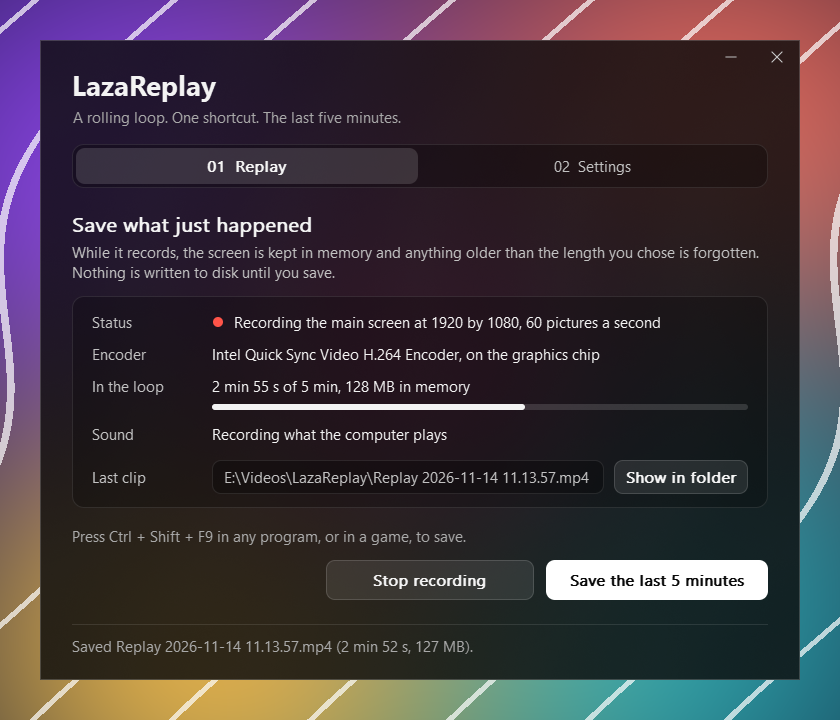 LazaReplay
A rolling loop. One shortcut. The last five minutes.
01 Replay
02 Settings
Save what just happened
While it records, the screen is kept in memory and anything older than the length you chose is forgotten.
Nothing is written to disk until you save.
Status
Recording the main screen at 1920 by 1080, 60 pictures a second
Encoder
Intel Quick Sync Video H.264 Encoder, on the graphics chip
In the loop
2 min 55 s of 5 min, 128 MB in memory
Sound
Recording what the computer plays
Last clip
E:\Videos\LazaReplay\Replay 2026-11-14 11.13.57.mp4
Show in folder
Press Ctrl + Shift + F9 in any program, or in a game, to save.
Stop recording
Save the last 5 minutes
Saved Replay 2026-11-14 11.13.57.mp4 (2 min 52 s, 127 MB).